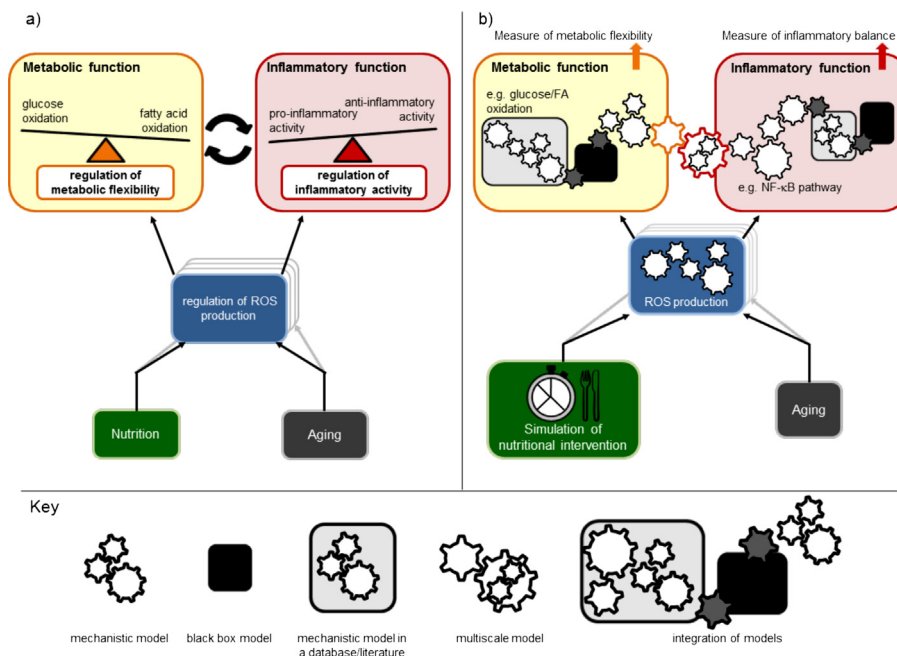 a)
Metabolic function
glucose
oxidation
fatty acid
oxidation
regulation of
metabolic flexibility
Inflammatory function
anti-inflammatory
activity
pro-inflammatory
activity
regulation of
inflammatory activity
regulation of ROS
production
Nutrition
Aging
b)
Measure of metabolic flexibility
Measure of inflammatory balance
Metabolic function
e.g. glucose/FA
oxidation
Inflammatory function
e.g. NF-κB pathway
ROS production
Simulation of
nutritional intervention
Aging
Key
mechanistic model
black box model
mechanistic model in
a database/literature
multiscale model
integration of models